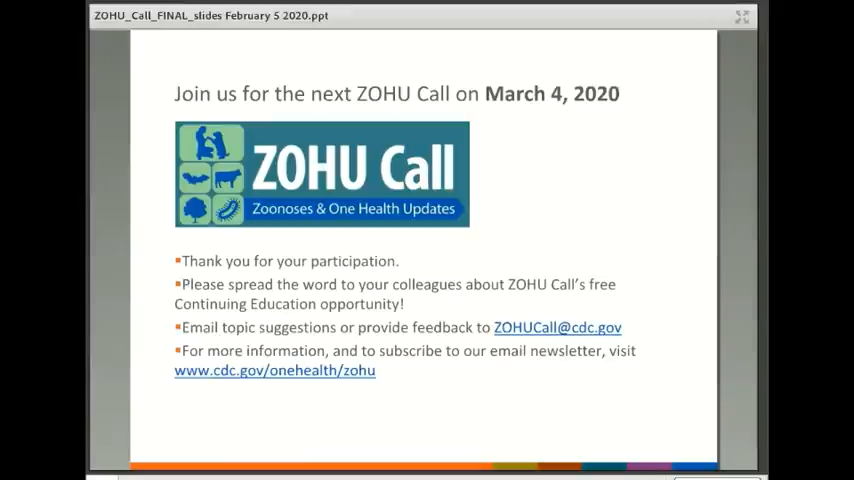 ZOHU_Call_FINAL_slides February 5 2020.ppt
Join us for the next ZOHU Call on March 4, 2020
ZOHU Call
Zoonoses & One Health Updates
▪Thank you for your participation.
▪Please spread the word to your colleagues about ZOHU Call’s free
Continuing Education opportunity!
▪Email topic suggestions or provide feedback to ZOHUCall@cdc.gov
▪For more information, and to subscribe to our email newsletter, visit
www.cdc.gov/onehealth/zohu